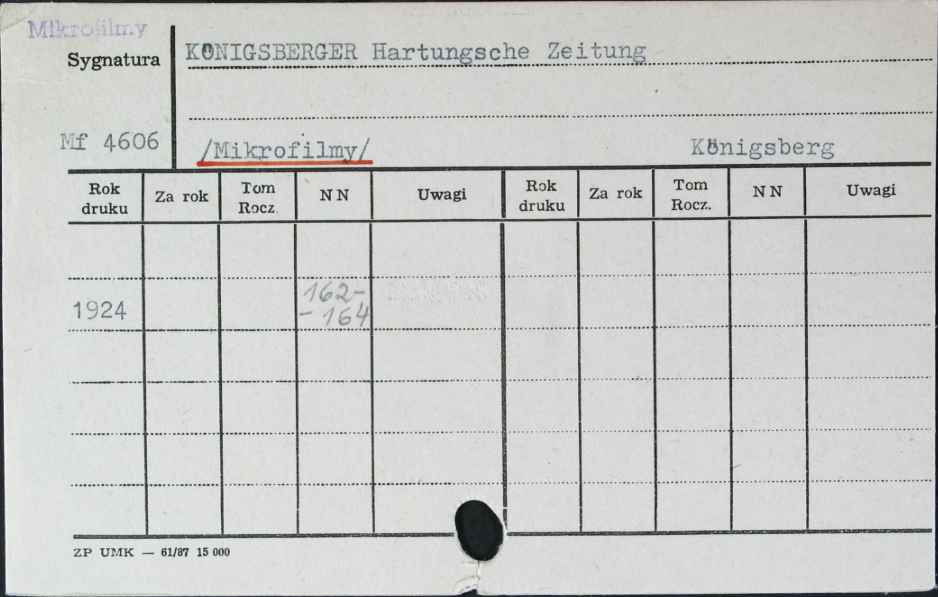 Mikrofilmy
Sygnatura
KÖNIGSBERGER Hartungsche Zeitung
Mf 4606
/Mikrofilmy/ Königsberg
Rok druku Za rok Tom Rocz. N N Uwagi Rok druku Za rok Tom Rocz. N N Uwagi
1924 162-
- 164
ZP UMK — 61/87 15 000